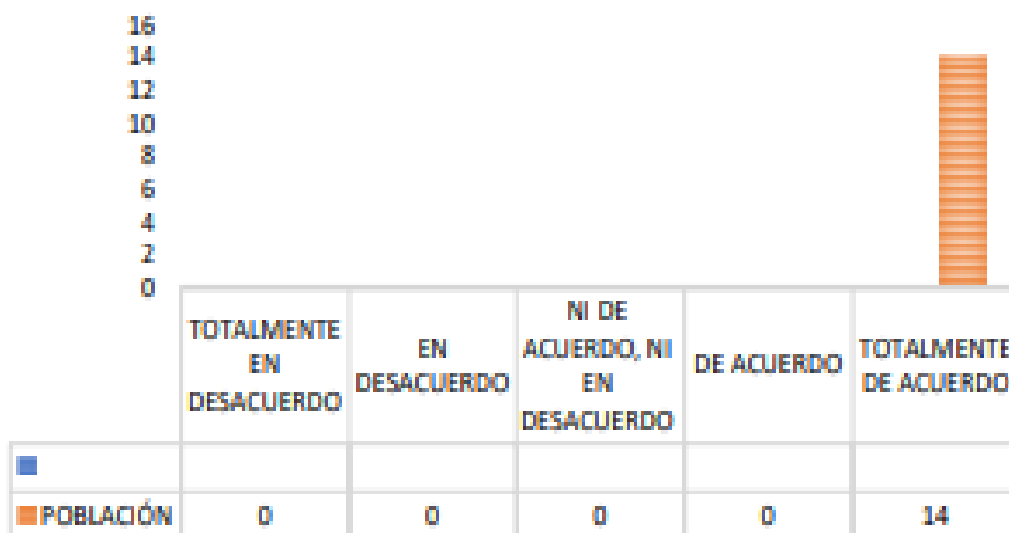 16
14
12
10
8
6
4
2
0
TOTALMENTE
EN
DESACUERDO
EN
DESACUERDO
NI DE
ACUERDO, NI
EN
DESACUERDO
DE ACUERDO
TOTALMENTE
DE ACUERDO
POBLACIÓN 0 0 0 0 14